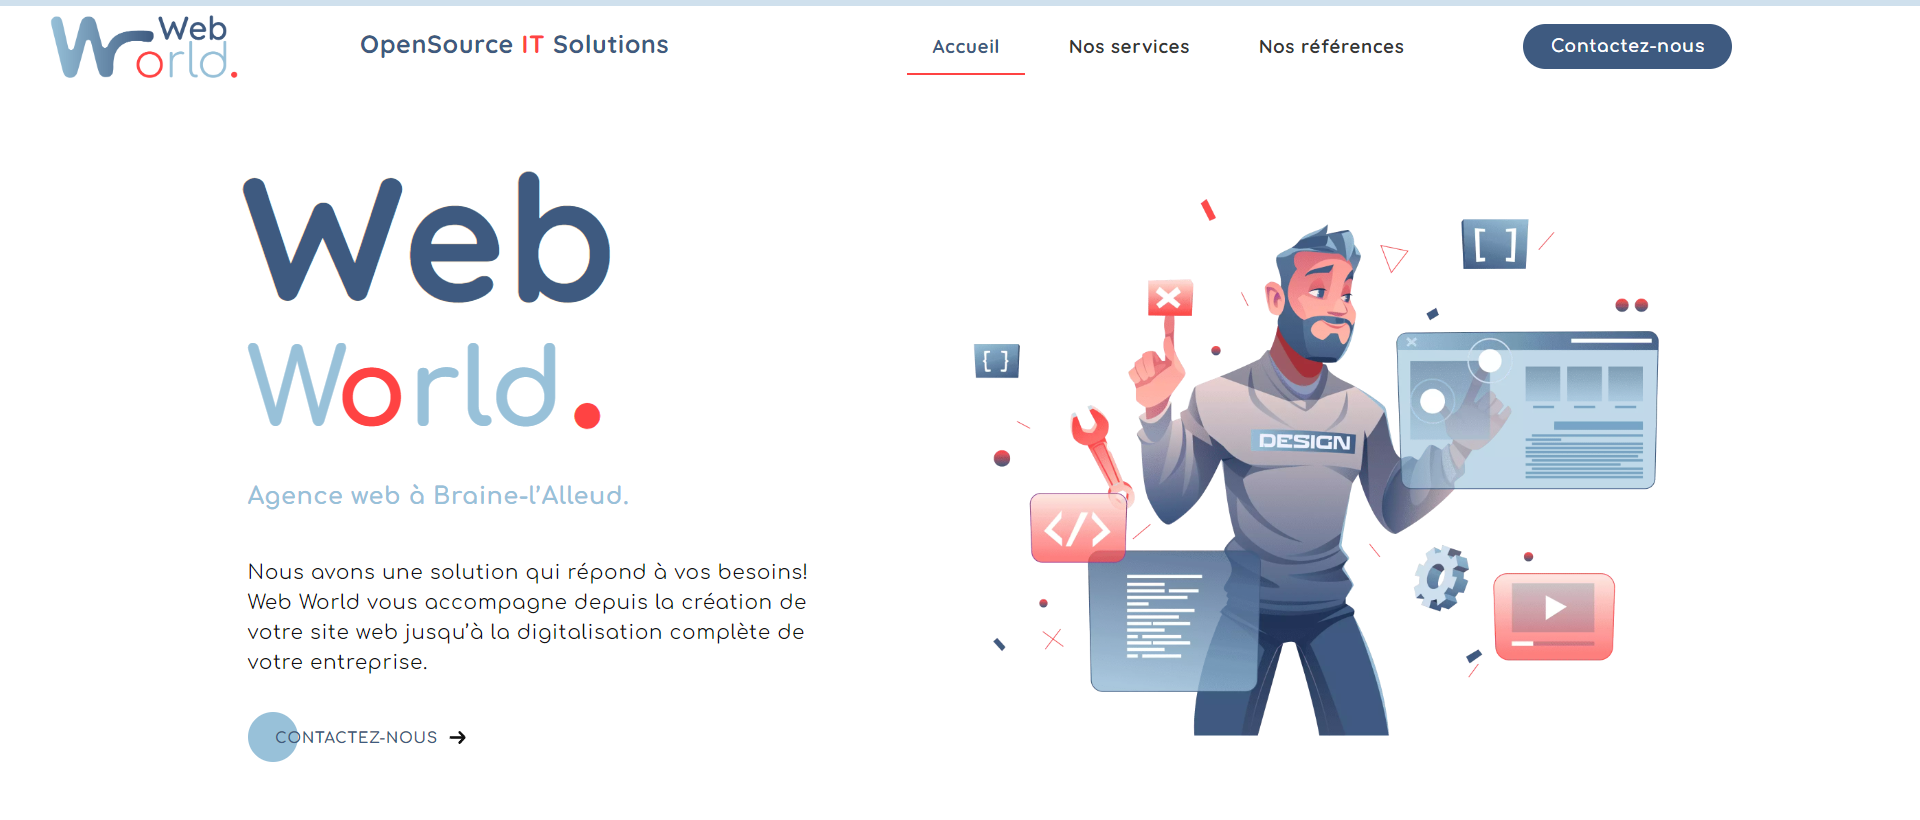 Web
World.
OpenSource IT Solutions
Accueil
Nos services
Nos références
Contactez-nous
Web
World.
Agence web à Braine-l’Alleud.
Nous avons une solution qui répond à vos besoins!
Web World vous accompagne depuis la création de
votre site web jusqu’à la digitalisation complète de
votre entreprise.
CONTACTEZ-NOUS →
[ ]
{ }
DESIGN
</>